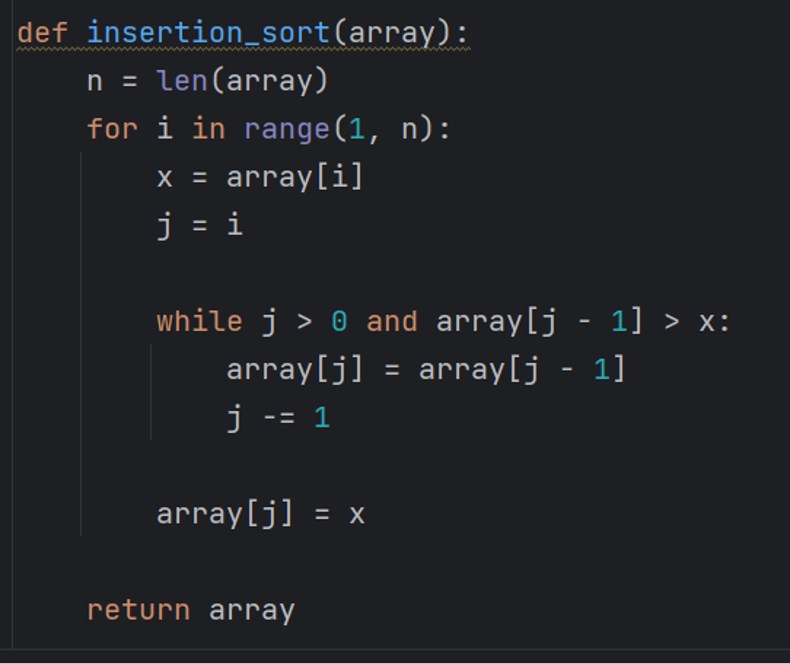 def insertion_sort(array):
    n = len(array)
    for i in range(1, n):
        x = array[i]
        j = i

        while j > 0 and array[j - 1] > x:
            array[j] = array[j - 1]
            j -= 1

        array[j] = x

    return array